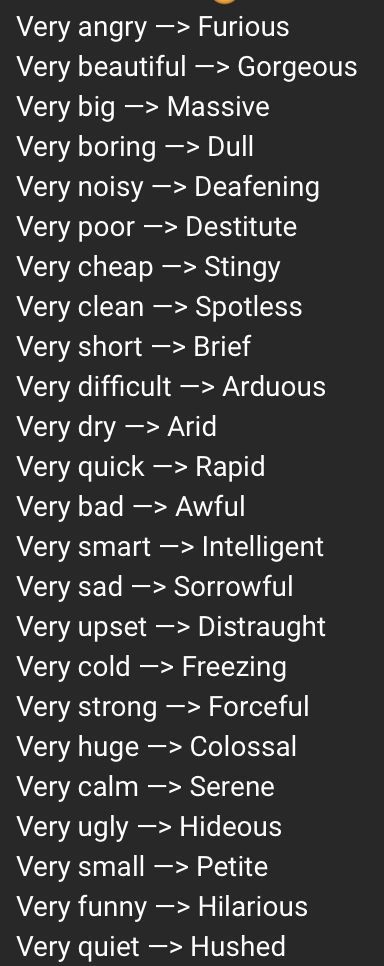 Very angry —> Furious
Very beautiful —> Gorgeous
Very big —> Massive
Very boring —> Dull
Very noisy —> Deafening
Very poor —> Destitute
Very cheap —> Stingy
Very clean —> Spotless
Very short —> Brief
Very difficult —> Arduous
Very dry —> Arid
Very quick —> Rapid
Very bad —> Awful
Very smart —> Intelligent
Very sad —> Sorrowful
Very upset —> Distraught
Very cold —> Freezing
Very strong —> Forceful
Very huge —> Colossal
Very calm —> Serene
Very ugly —> Hideous
Very small —> Petite
Very funny —> Hilarious
Very quiet —> Hushed